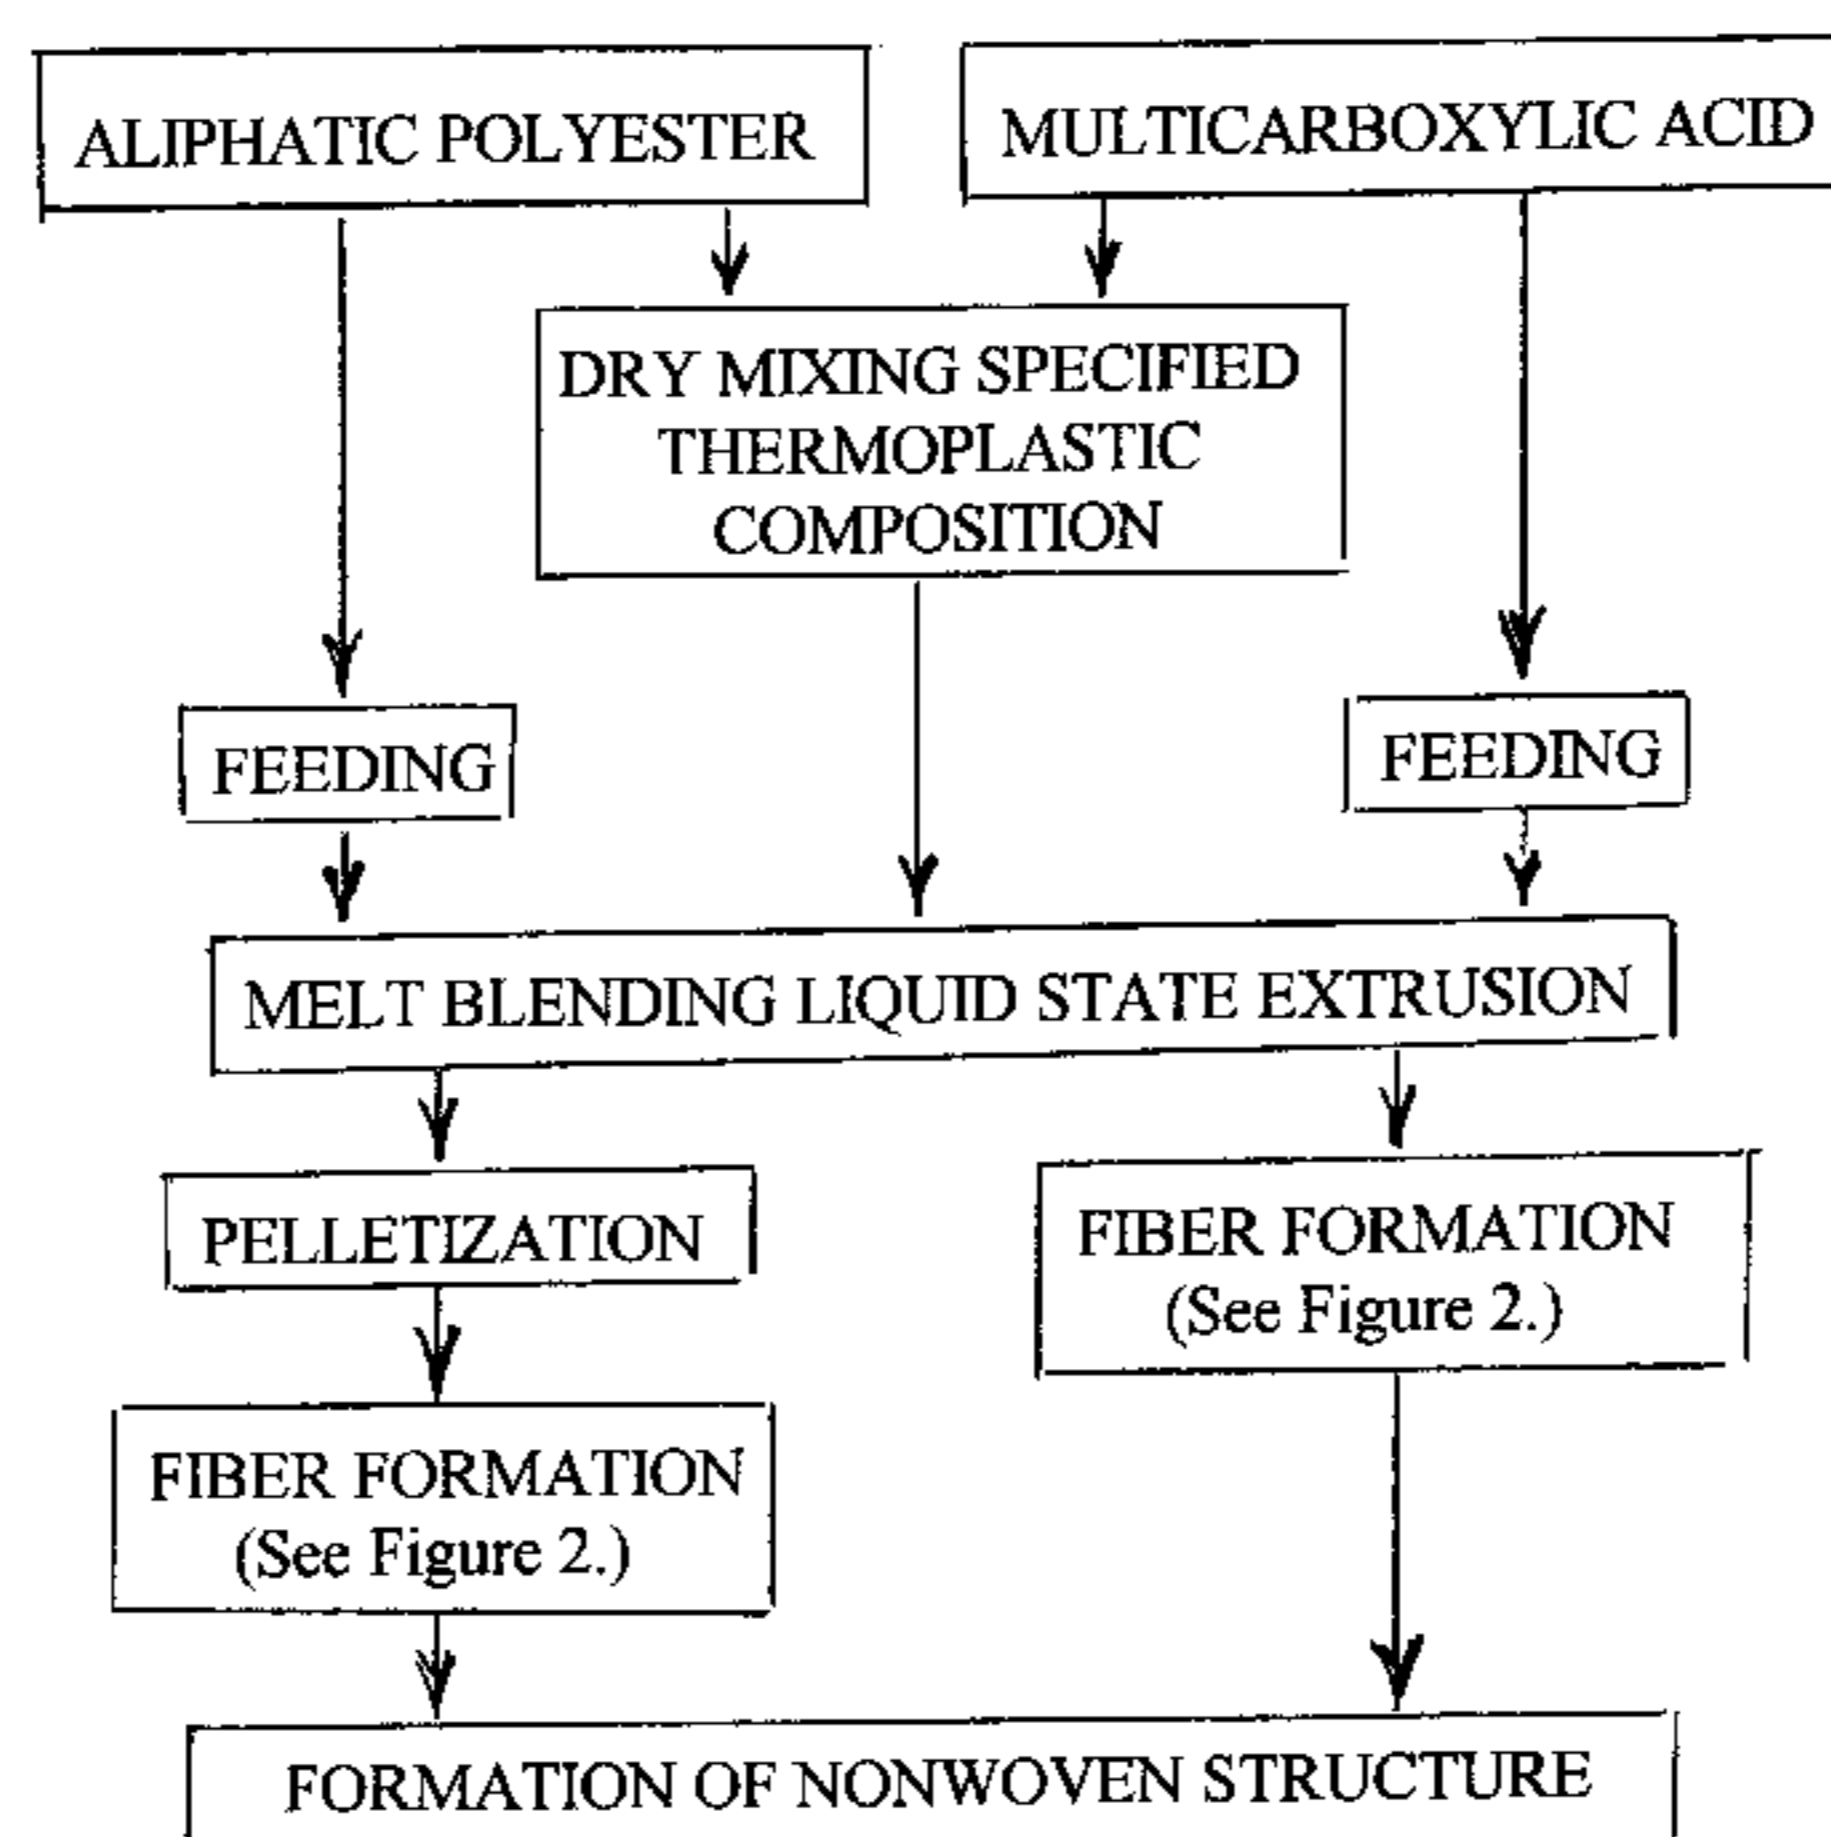 ALIPHATIC POLYESTER
MULTICARBOXYLIC ACID
DRY MIXING SPECIFIED
THERMOPLASTIC
COMPOSITION
FEEDING
FEEDING
MELT BLENDING LIQUID STATE EXTRUSION
PELLETIZATION
FIBER FORMATION
(See Figure 2.)
FIBER FORMATION
(See Figure 2.)
FORMATION OF NONWOVEN STRUCTURE